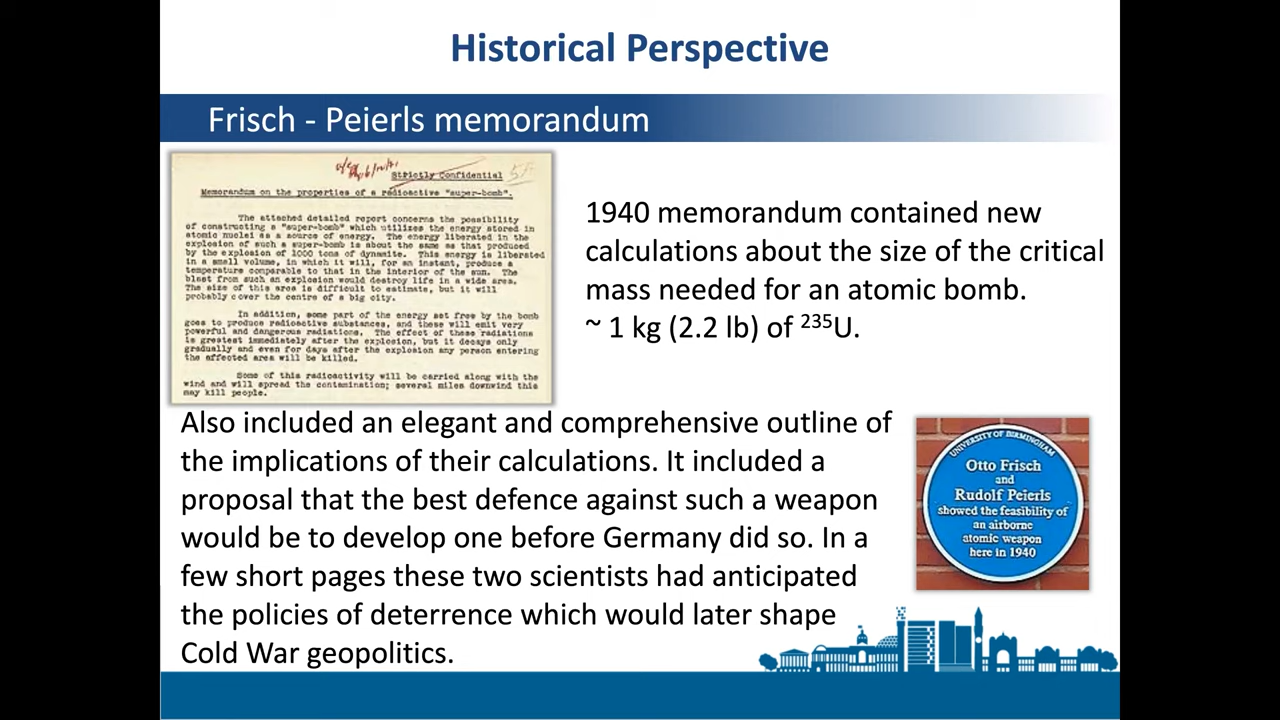 Historical Perspective
Frisch - Peierls memorandum
Strictly Confidential
Memorandum on the properties of a radioactive "super-bomb".
The attached detailed report concerns the possibility
of constructing a "super-bomb" which utilizes the energy stored in
atomic nuclei as a source of energy. The energy liberated in the
explosion of such a super-bomb is about the same as that produced
by the explosion of 1000 tons of dynamite. This energy is liberated
in a small volume, in which it will, for an instant, produce a
temperature comparable to that in the interior of the sun. The
blast from such an explosion would destroy life in a wide area.
The size of this area is difficult to estimate, but it will
probably cover the centre of a big city.
In addition, some part of the energy set free by the bomb
goes to produce radioactive substances, and these will emit very
powerful and dangerous radiations. The effect of these radiations
is greatest immediately after the explosion, but it decays only
gradually and even for days after the explosion any person entering
the affected area will be killed.
Some of this radioactivity will be carried along with the
wind and will spread the contamination; several miles downwind this
may kill people.
1940 memorandum contained new
calculations about the size of the critical
mass needed for an atomic bomb.
~ 1 kg (2.2 lb) of ²³⁵U.
Also included an elegant and comprehensive outline of
the implications of their calculations. It included a
proposal that the best defence against such a weapon
would be to develop one before Germany did so. In a
few short pages these two scientists had anticipated
the policies of deterrence which would later shape
Cold War geopolitics.
UNIVERSITY OF BIRMINGHAM
Otto Frisch
and
Rudolf Peierls
showed the feasibility of
an airborne
atomic weapon
here in 1940